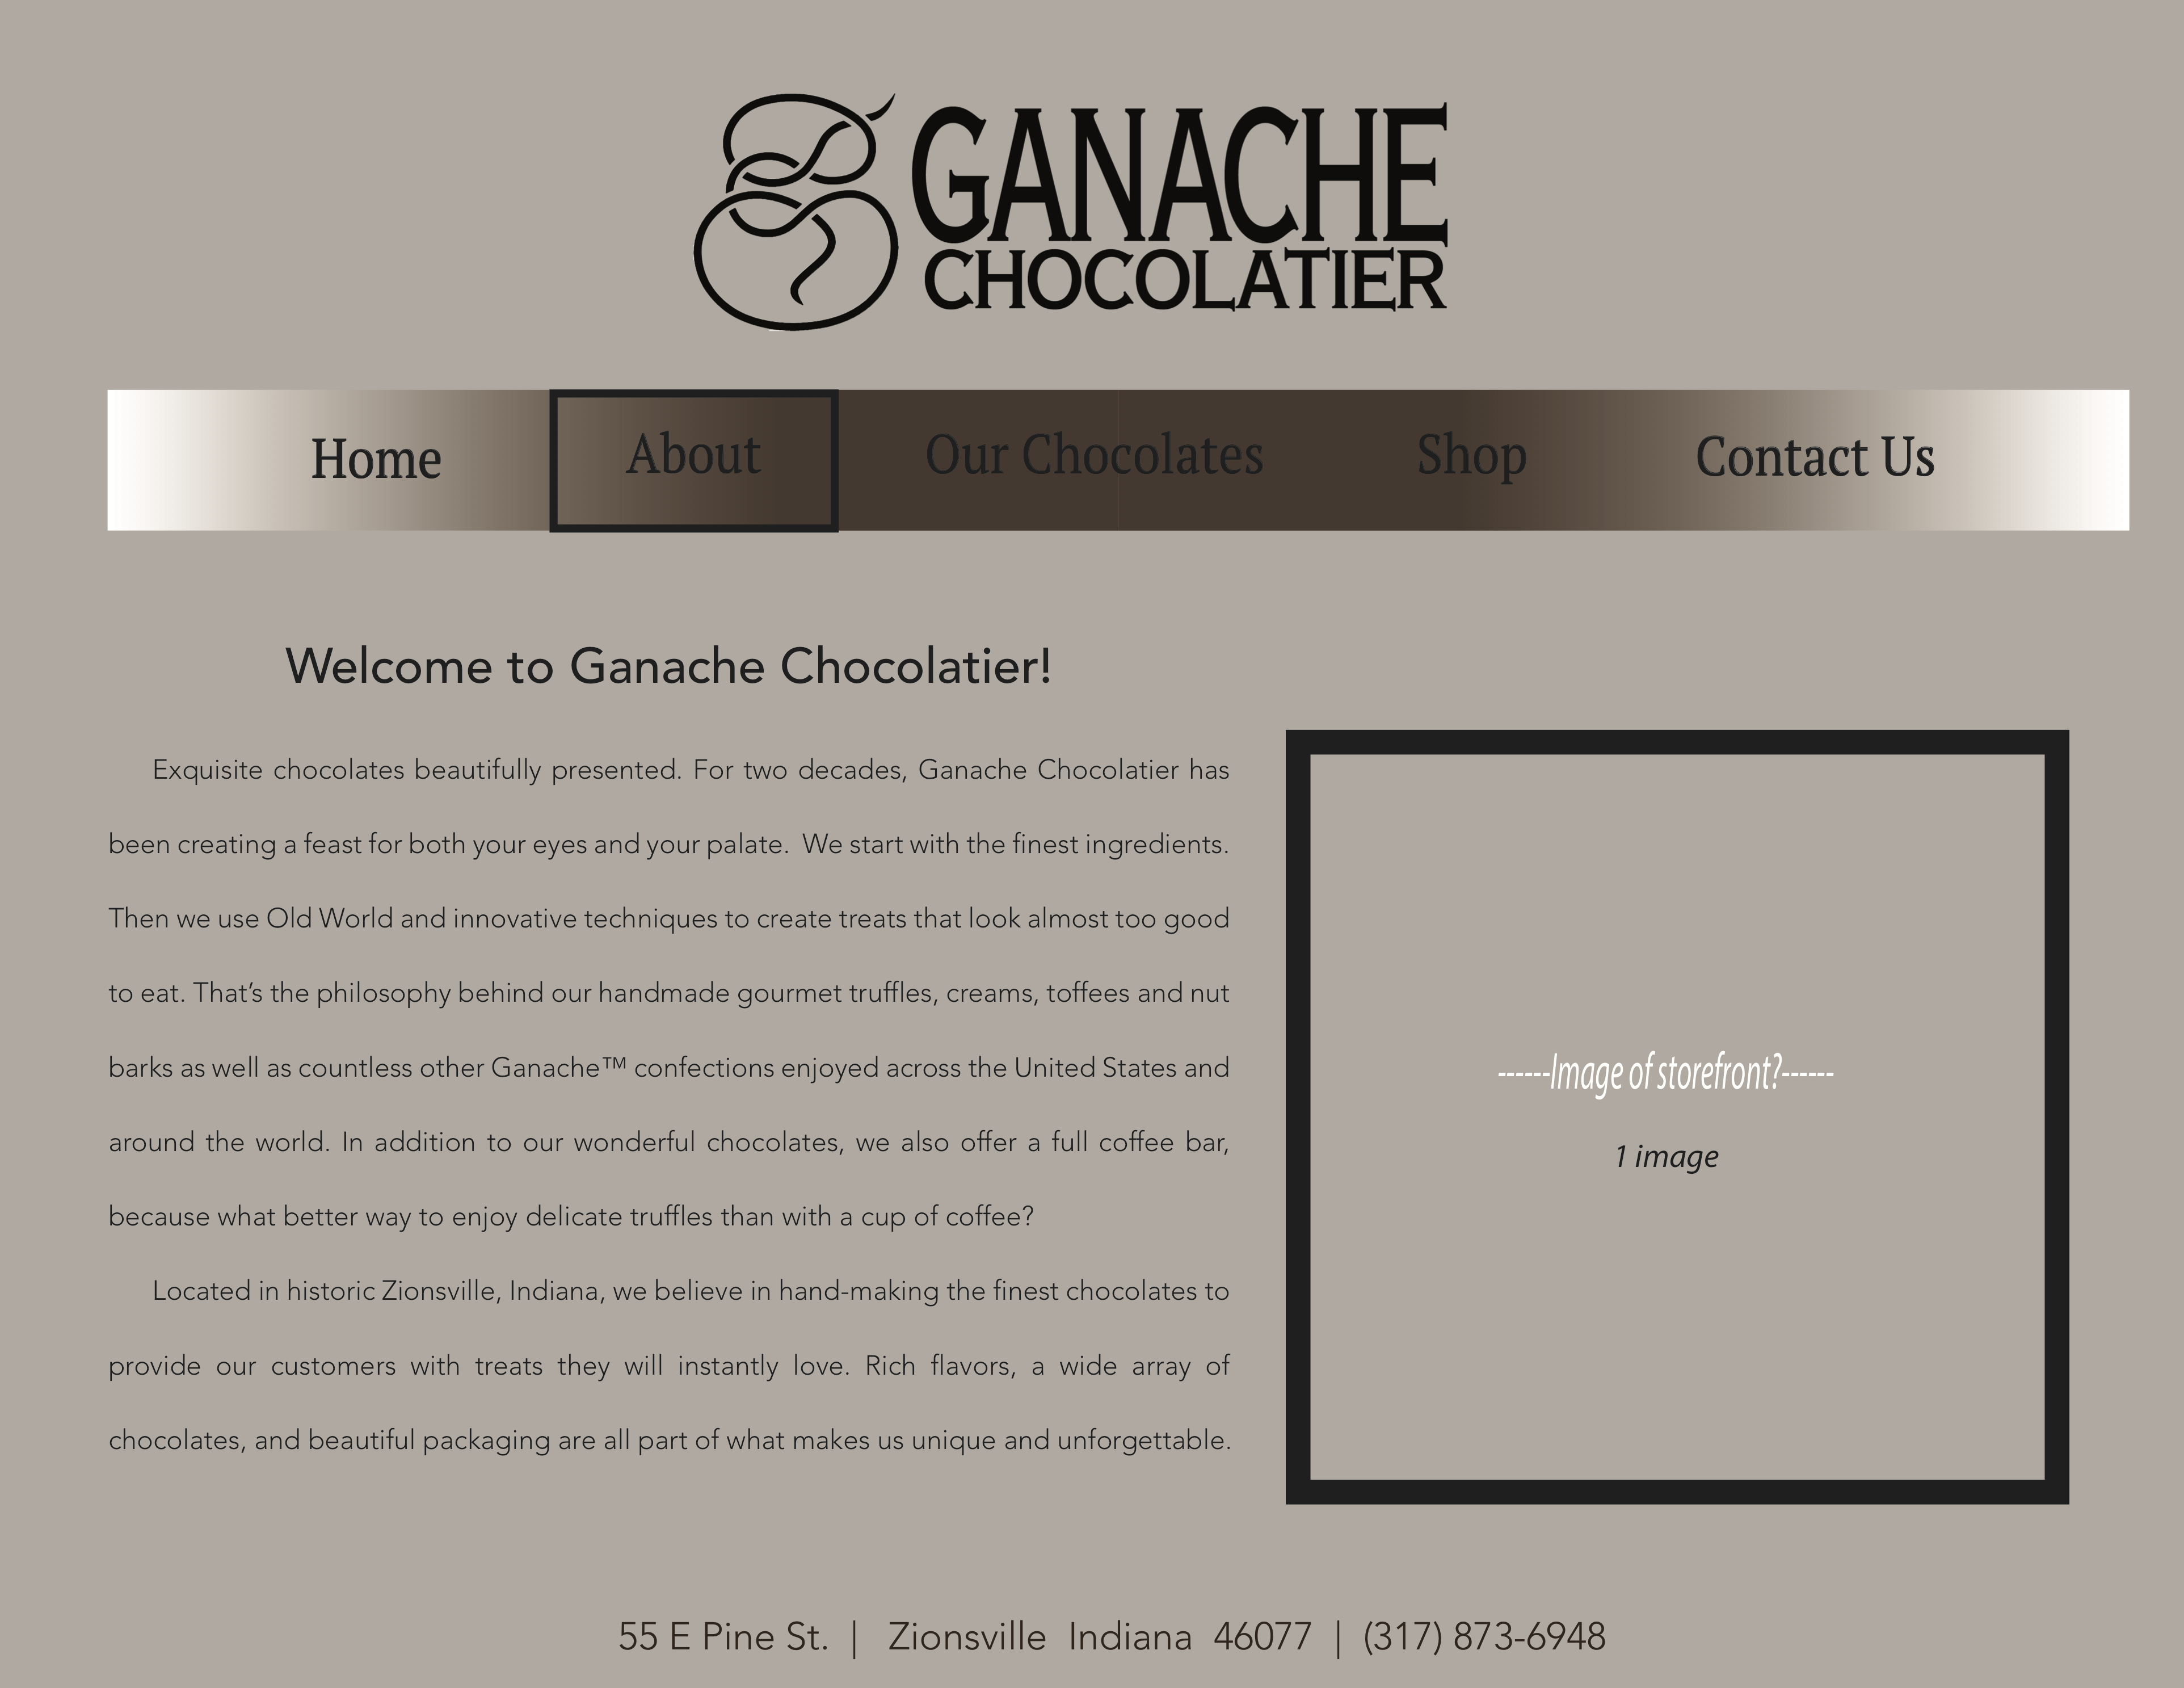 GANACHE
CHOCOLATIER
Home About Our Chocolates Shop Contact Us
Welcome to Ganache Chocolatier!
Exquisite chocolates beautifully presented. For two decades, Ganache Chocolatier has
been creating a feast for both your eyes and your palate.  We start with the finest ingredients.
Then we use Old World and innovative techniques to create treats that look almost too good
to eat. That’s the philosophy behind our handmade gourmet truffles, creams, toffees and nut
barks as well as countless other Ganache™ confections enjoyed across the United States and
around the world. In addition to our wonderful chocolates, we also offer a full coffee bar,
because what better way to enjoy delicate truffles than with a cup of coffee?
Located in historic Zionsville, Indiana, we believe in hand-making the finest chocolates to
provide our customers with treats they will instantly love. Rich flavors, a wide array of
chocolates, and beautiful packaging are all part of what makes us unique and unforgettable.
------Image of storefront?------
1 image
55 E Pine St. | Zionsville Indiana 46077 | (317) 873-6948